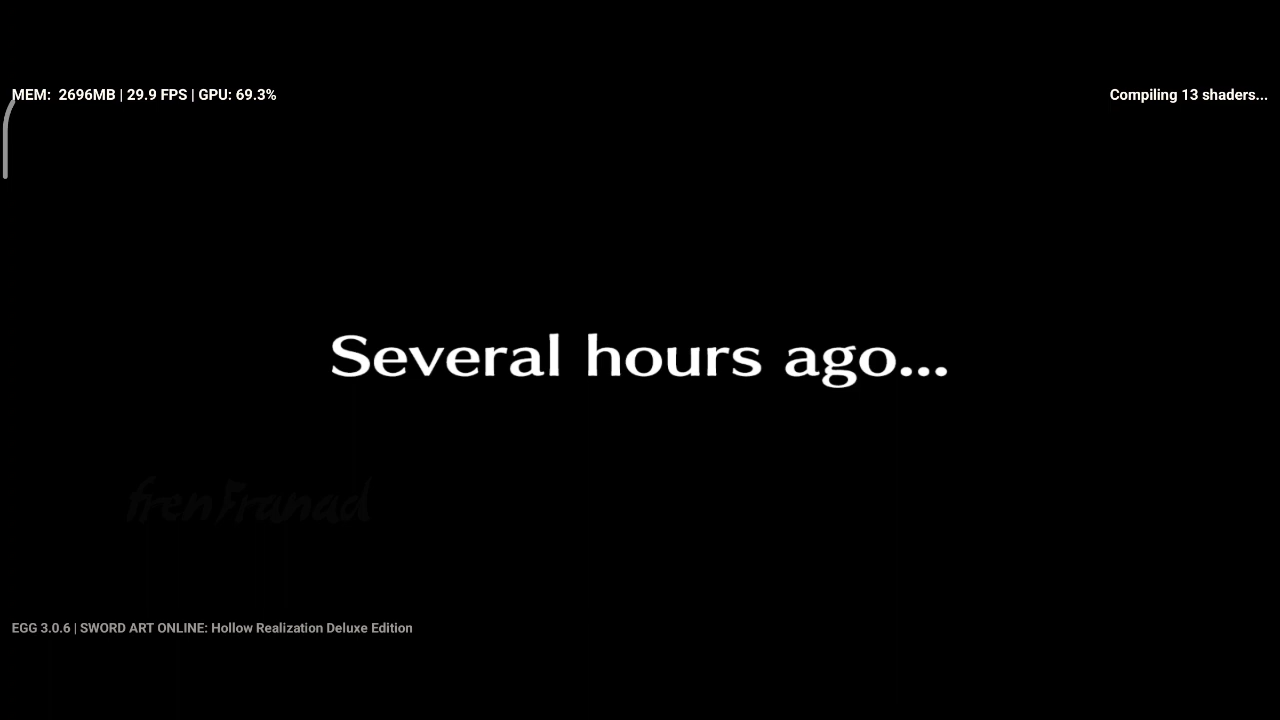 MEM:  2696MB | 29.9 FPS | GPU: 69.3%
Compiling 13 shaders...
Several hours ago...
EGG 3.0.6 | SWORD ART ONLINE: Hollow Realization Deluxe Edition